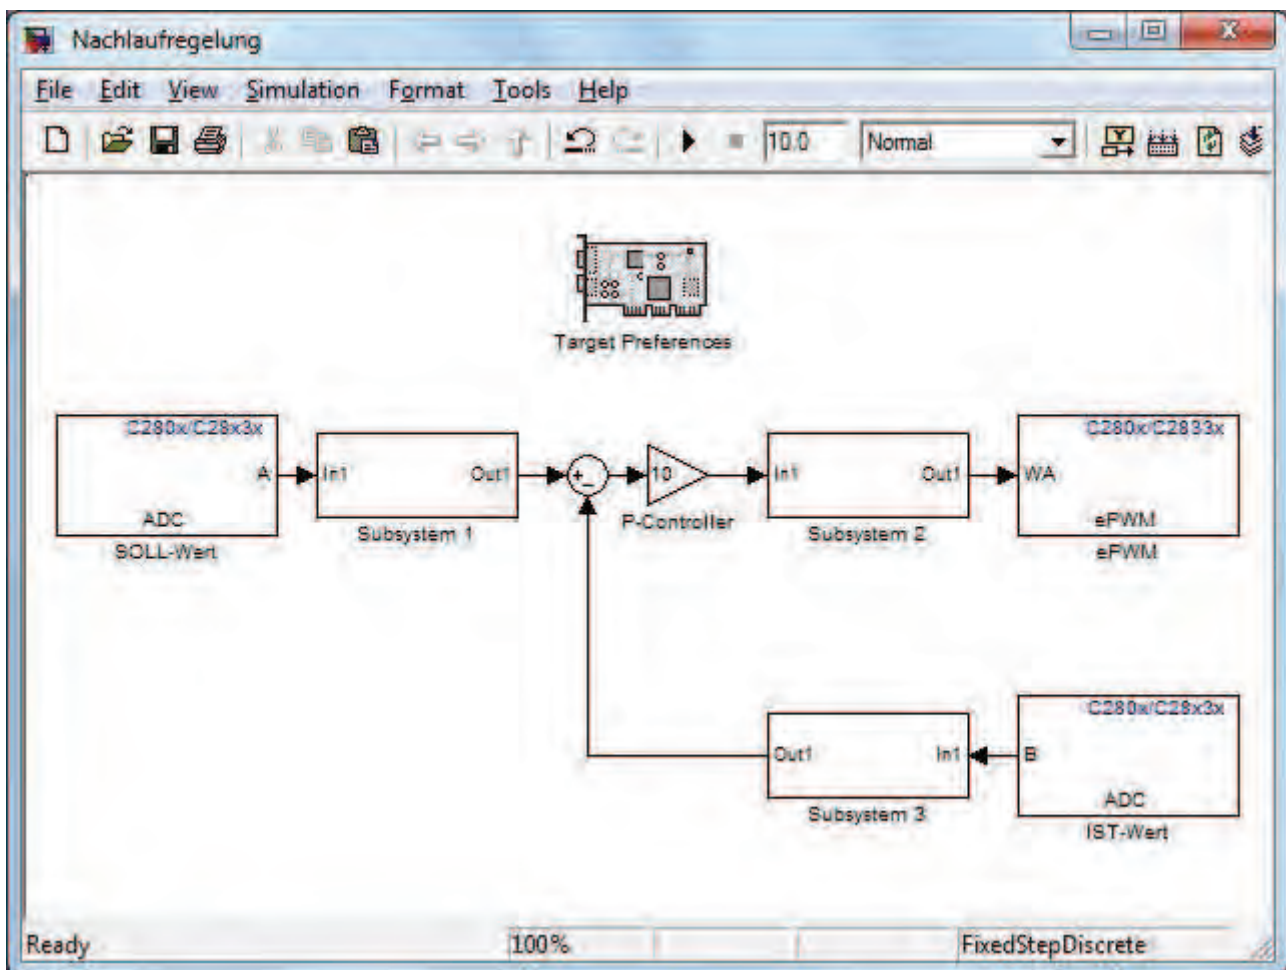 Nachlaufregelung
File Edit View Simulation Format Tools Help
10.0 Normal
Target Preferences
C280x/C28x3x
A
ADC
SOLL-Wert
In1 Out1
Subsystem 1
+ -
10
P-Controller
In1 Out1
Subsystem 2
C280x/C2833x
WA
ePWM
ePWM
Out1 In1
Subsystem 3
C280x/C28x3x
B
ADC
IST-Wert
Ready 100% FixedStepDiscrete